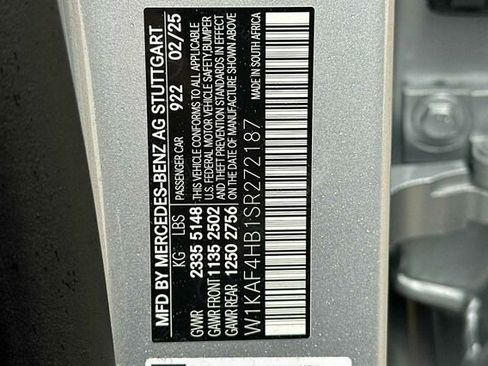 MFD BY MERCEDES-BENZ AG STUTTGART
922 02/25
KG LBS PASSENGER CAR
GVWR 2335 5148 THIS VEHICLE CONFORMS TO ALL APPLICABLE
GAWR FRONT 1135 2502 U.S. FEDERAL MOTOR VEHICLE SAFETY, BUMPER
GAWR REAR 1250 2756 AND THEFT PREVENTION STANDARDS IN EFFECT
ON THE DATE OF MANUFACTURE SHOWN ABOVE
W1KAF4HB1SR272187 MADE IN SOUTH AFRICA